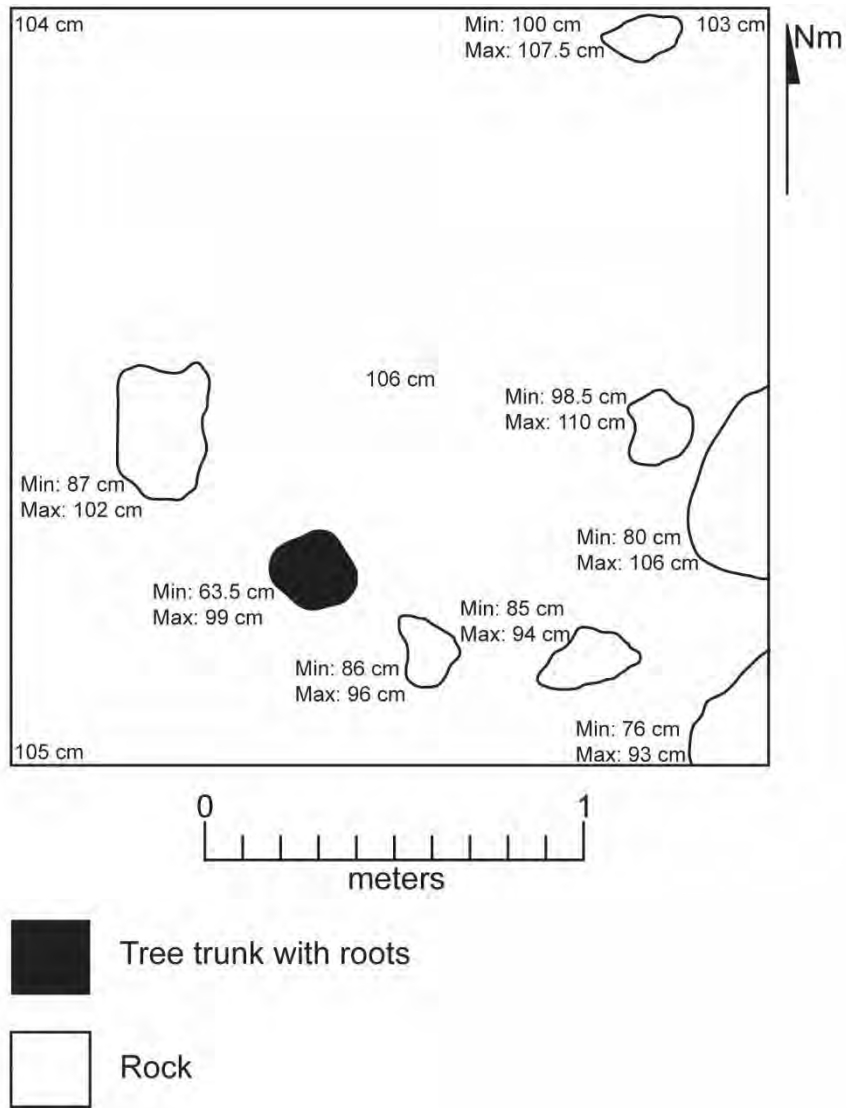 104 cm
Min: 100 cm
Max: 107.5 cm
103 cm
Nm
106 cm
Min: 98.5 cm
Max: 110 cm
Min: 87 cm
Max: 102 cm
Min: 80 cm
Max: 106 cm
Min: 63.5 cm
Max: 99 cm
Min: 85 cm
Max: 94 cm
Min: 86 cm
Max: 96 cm
Min: 76 cm
Max: 93 cm
105 cm
0 1
meters
Tree trunk with roots
Rock